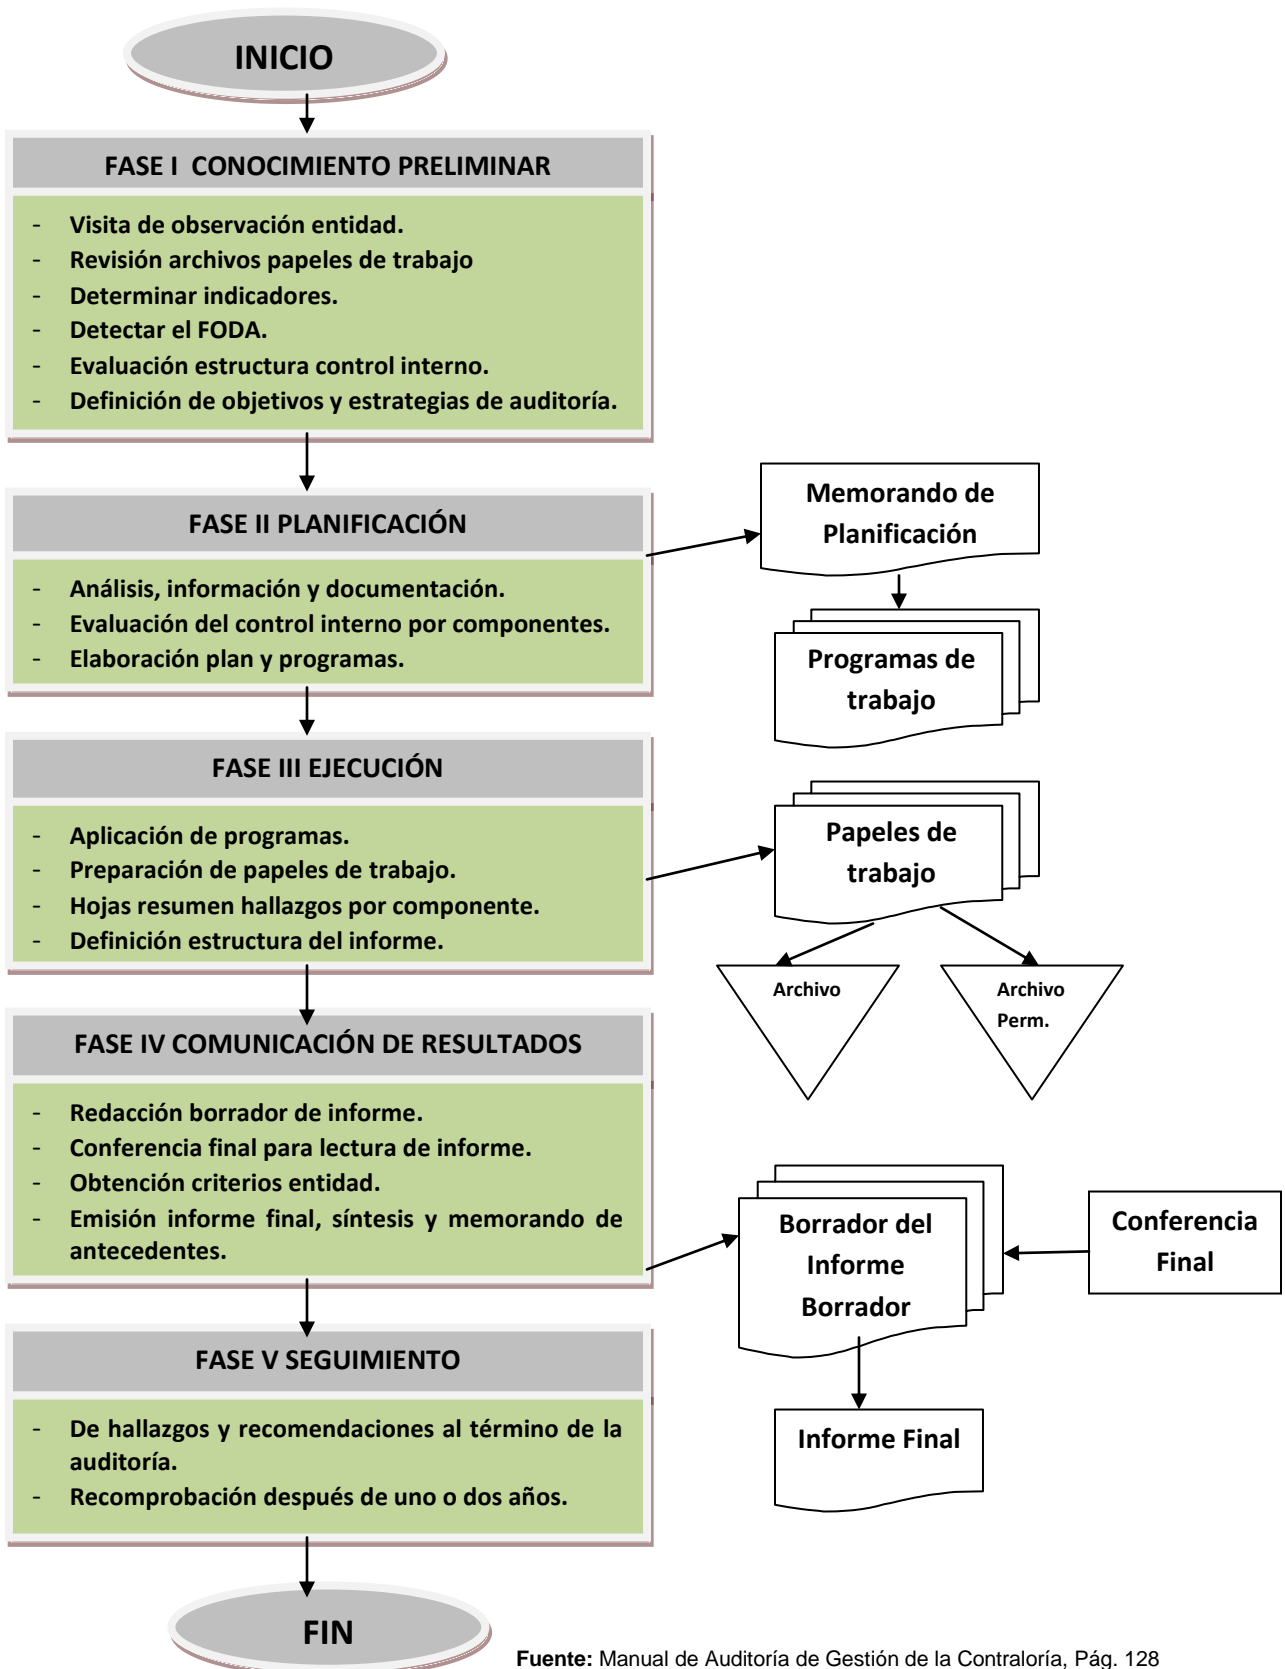 INICIO
FASE I  CONOCIMIENTO PRELIMINAR
- Visita de observación entidad.
- Revisión archivos papeles de trabajo
- Determinar indicadores.
- Detectar el FODA.
- Evaluación estructura control interno.
- Definición de objetivos y estrategias de auditoría.
FASE II PLANIFICACIÓN
- Análisis, información y documentación.
- Evaluación del control interno por componentes.
- Elaboración plan y programas.
Memorando de
Planificación
Programas de
trabajo
FASE III EJECUCIÓN
- Aplicación de programas.
- Preparación de papeles de trabajo.
- Hojas resumen hallazgos por componente.
- Definición estructura del informe.
Papeles de
trabajo
Archivo
Archivo
Perm.
FASE IV COMUNICACIÓN DE RESULTADOS
- Redacción borrador de informe.
- Conferencia final para lectura de informe.
- Obtención criterios entidad.
- Emisión informe final, síntesis y memorando de
antecedentes.
Borrador del
Informe
Borrador
Conferencia
Final
FASE V SEGUIMIENTO
- De hallazgos y recomendaciones al término de la
auditoría.
- Recomprobación después de uno o dos años.
Informe Final
FIN
Fuente: Manual de Auditoría de Gestión de la Contraloría, Pág. 128